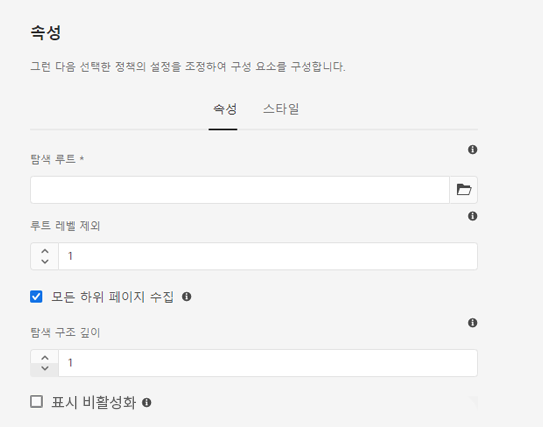 속성
그런 다음 선택한 정책의 설정을 조정하여 구성 요소를 구성합니다.
속성 스타일
탐색 루트 *
루트 레벨 제외
1
모든 하위 페이지 수집
탐색 구조 깊이
1
표시 비활성화